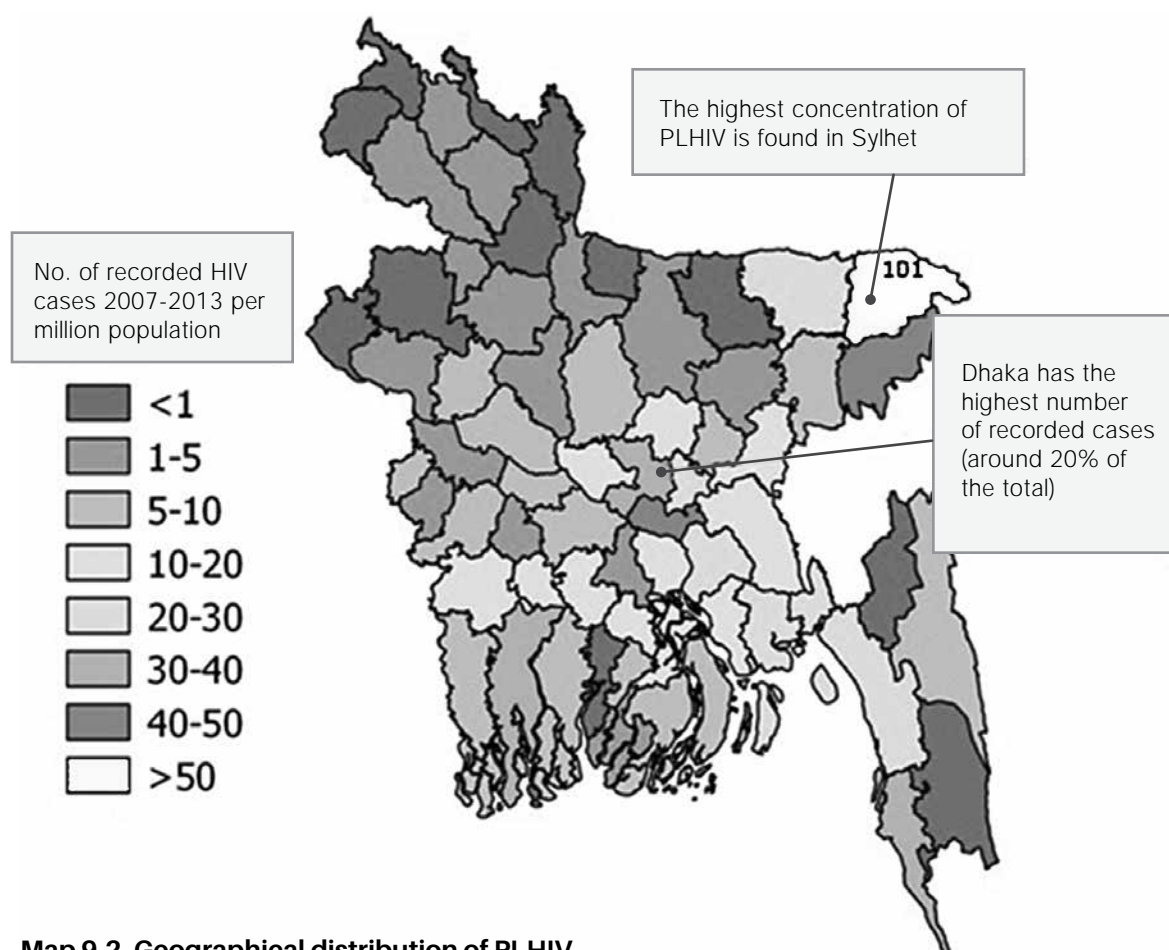 The highest concentration of
PLHIV is found in Sylhet
No. of recorded HIV
cases 2007-2013 per
million population
101
Dhaka has the
highest number
of recorded cases
(around 20% of
the total)
<1
1-5
5-10
10-20
20-30
30-40
40-50
>50
Map 9.2 Geographical distribution of PLHIV